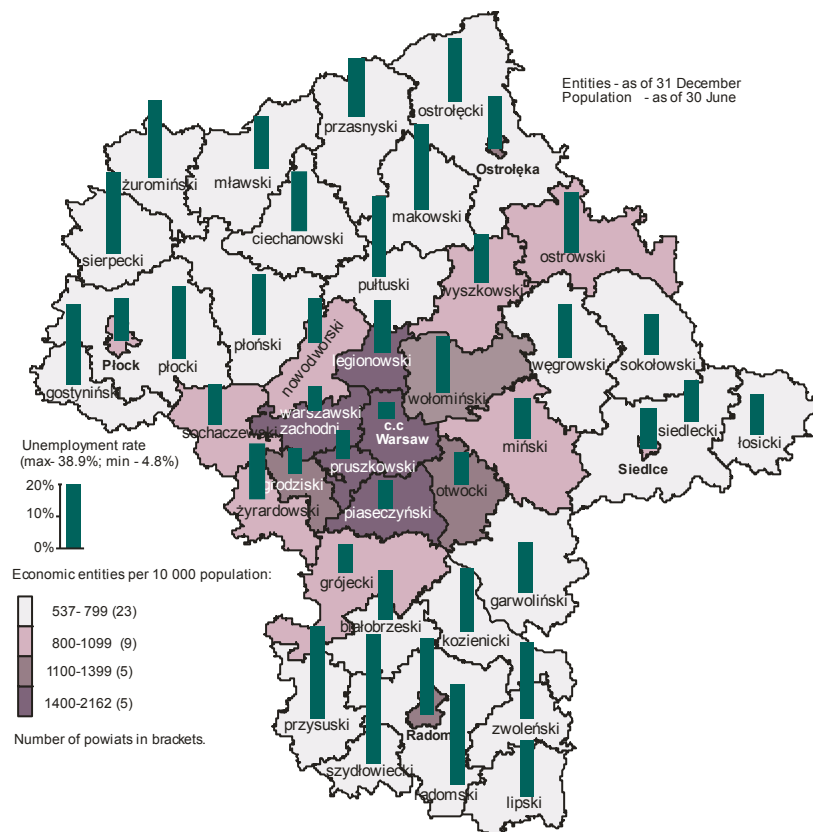 Entities - as of 31 December
Population - as of 30 June
ostrołęcki
przasnyski
Ostrołęka
żuromiński
mławski
makowski
ciechanowski
sierpecki
ostrowski
pułtuski
wyszkowski
płoński
nowodworski
legionowski
węgrowski
sokołowski
Płock
płocki
gostyniński
wołomiński
warszawski
zachodni
c.c
Warsaw
sochaczewski
miński
siedlecki
łosicki
Siedlce
pruszkowski
grodziski
otwocki
żyrardowski
piaseczyński
Unemployment rate
(max- 38.9%; min - 4.8%)
20%
10%
0%
grójecki
garwoliński
białobrzeski
kozienicki
Economic entities per 10 000 population:
537- 799 (23)
800-1099 (9)
1100-1399 (5)
1400-2162 (5)
przysuski
Radom
zwoleński
szydłowiecki
radomski
lipski
Number of powiats in brackets.